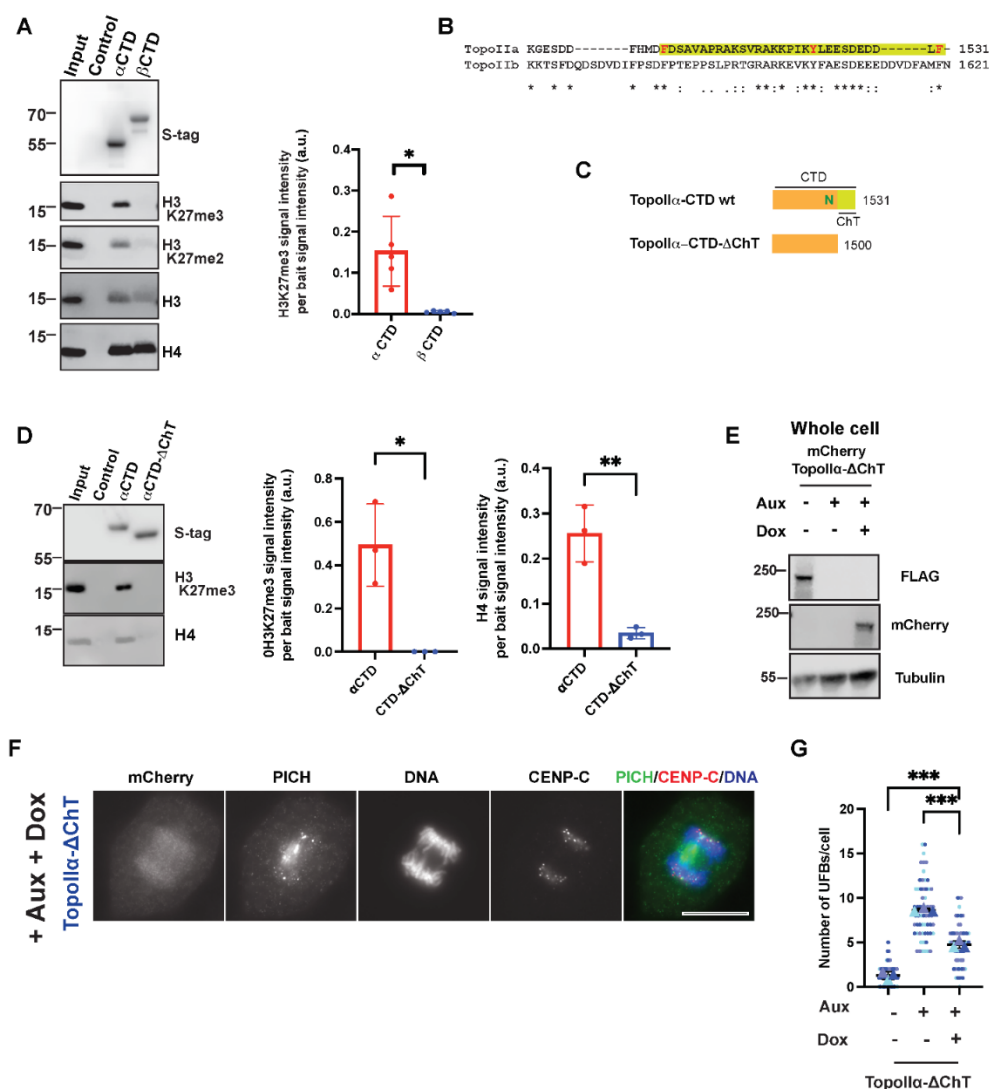 A
Input
Control
αCTD
βCTD
70
55
S-tag
15
H3
K27me3
15
H3
K27me2
15
H3
15
H4
H3K27me3 signal intensity
per bait signal intensity (a.u.)
0.4
0.3
0.2
0.1
0.0
*
α CTD
β CTD
B
TopoIIa KGESDD-------FHMDFDSAVAPRAKSVRAKKPIKYLEESDEDD------LF- 1531
TopoIIb KKTSFDQDSDVDIFPSDFPTEPPSLPRTGRARKEVKYFAESDEEEDDVDFAMFN 1621
* * * ** : . . . : ** * : ** **** : : : *
C
CTD
TopoIIα-CTD wt
N
1531
ChT
TopoIIα-CTD-ΔChT
1500
D
Input
Control
αCTD
αCTD-ΔChT
70
55
S-tag
15
H3
K27me3
15
H4
0H3K27me3 signal intensity
per bait signal intensity (a.u.)
0.8
0.6
0.4
0.2
0.0
*
αCTD
CTD-ΔChT
H4 signal intensity
per bait signal intensity (a.u.)
0.4
0.3
0.2
0.1
0.0
**
αCTD
CTD-ΔChT
E
Whole cell
mCherry
TopoIIα-ΔChT
Aux - + +
Dox - - +
250
FLAG
250
mCherry
55
Tubulin
F
mCherry PICH DNA CENP-C PICH/CENP-C/DNA
+ Aux + Dox
TopoIIα-ΔChT
G
***
***
Number of UFBs/cell
20
15
10
5
0
Aux - + +
Dox - - +
TopoIIα-ΔChT